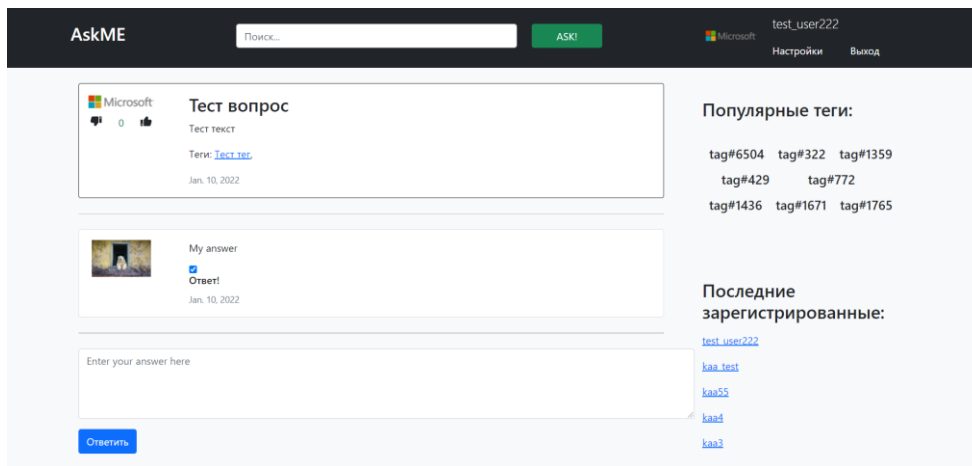 AskME
Поиск...
ASK!
Microsoft
test_user222
Настройки
Выход
Microsoft
0
Тест вопрос
Тест текст
Теги: Тест тег,
Jan. 10, 2022
My answer
Ответ!
Jan. 10, 2022
Enter your answer here
Ответить
Популярные теги:
tag#6504 tag#322 tag#1359
tag#429 tag#772
tag#1436 tag#1671 tag#1765
Последние
зарегистрированные:
test_user222
kaa_test
kaa55
kaa4
kaa3